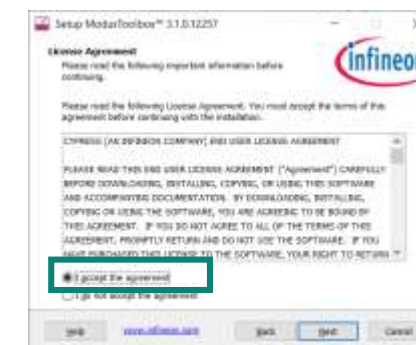 Setup ModusToolbox™ 3.1.0.12257
License Agreement
Please read the following important information before
continuing.
infineon
Please read the following License Agreement. You must accept the terms of this
agreement before continuing with the installation.
CYPRESS (AN INFINEON COMPANY) END USER LICENSE AGREEMENT
PLEASE READ THIS END USER LICENSE AGREEMENT ("Agreement") CAREFULLY
BEFORE DOWNLOADING, INSTALLING, COPYING, OR USING THIS SOFTWARE
AND ACCOMPANYING DOCUMENTATION. BY DOWNLOADING, INSTALLING,
COPYING OR USING THE SOFTWARE, YOU ARE AGREEING TO BE BOUND BY
THIS AGREEMENT. IF YOU DO NOT AGREE TO ALL OF THE TERMS OF THIS
AGREEMENT, PROMPTLY RETURN AND DO NOT USE THE SOFTWARE. IF YOU
HAVE PURCHASED THIS LICENSE TO THE SOFTWARE, YOUR RIGHT TO RETURN
I accept the agreement
I do not accept the agreement
Help
www.infineon.com
Back
Next
Cancel